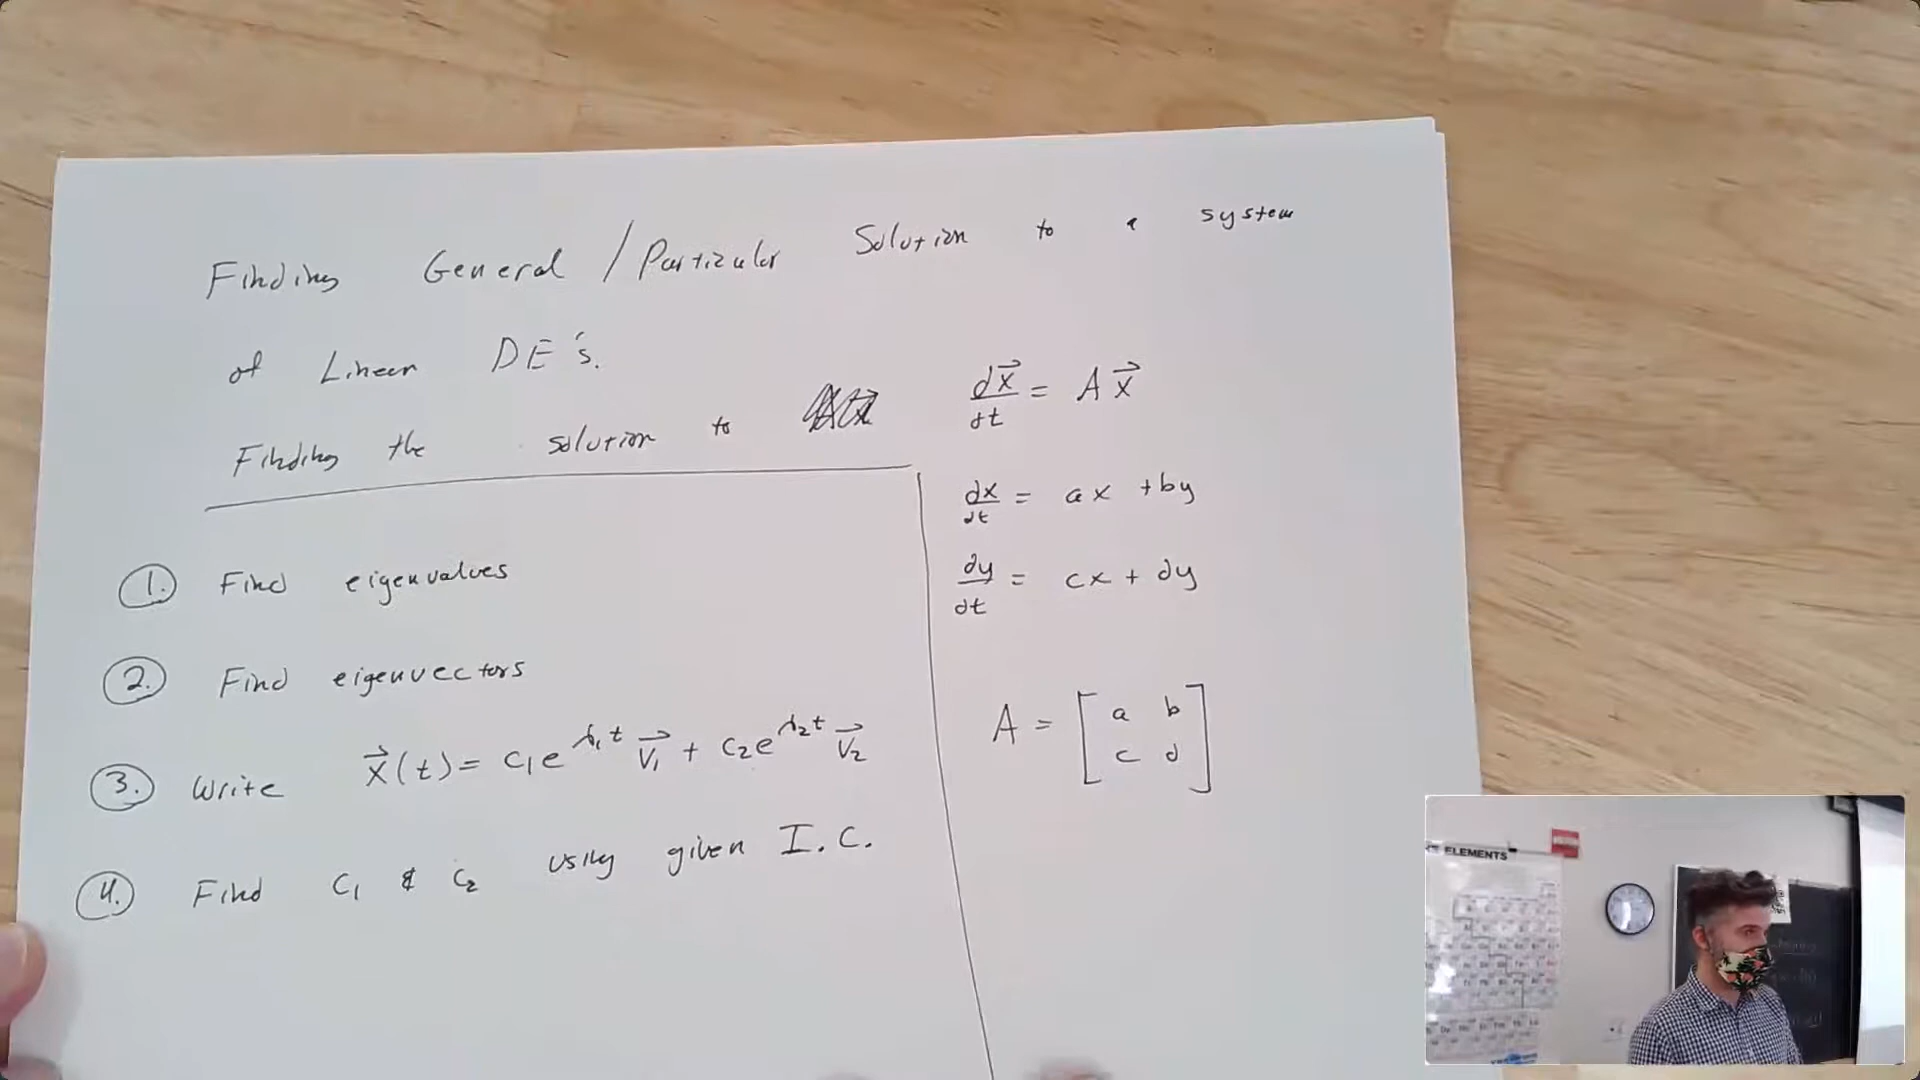 Finding General / Particular Solution to a system
of Linear DE's.
Finding the solution to
dx⃗/dt = Ax⃗
dx/dt = ax + by
dy/dt = cx + dy
A = [a b
c d]
1. Find eigenvalues
2. Find eigenvectors
3. Write x⃗(t) = c₁e^λ₁t v⃗₁ + c₂e^λ₂t v⃗₂
4. Find c₁ & c₂ using given I.C.
ELEMENTS